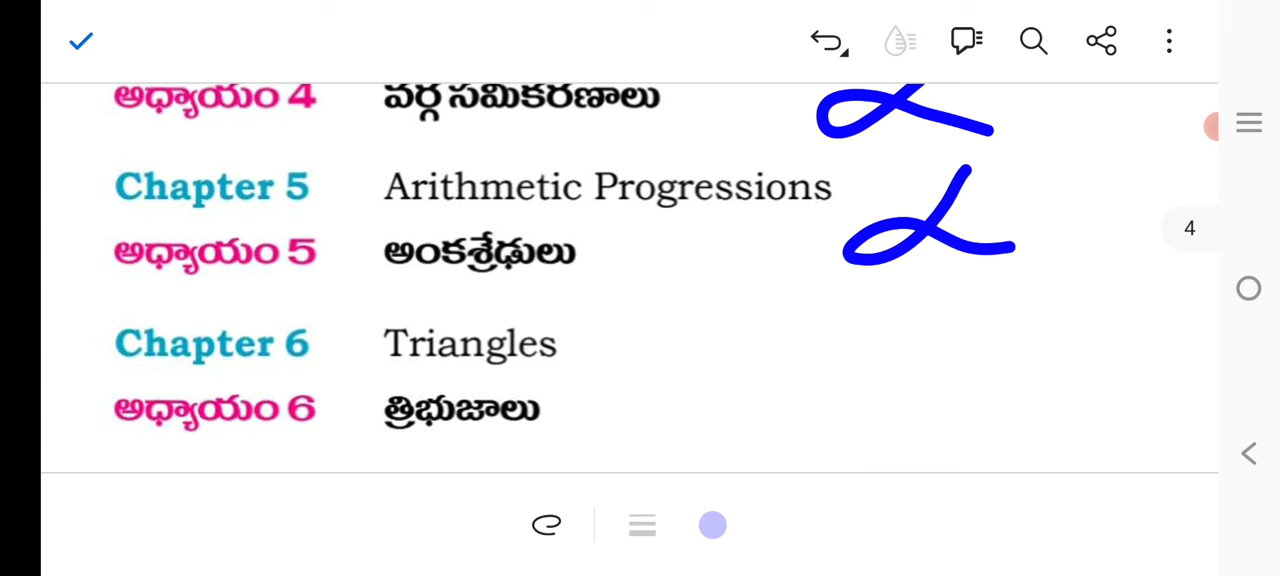 అధ్యాయం 4 వర్గ సమీకరణాలు
Chapter 5 Arithmetic Progressions
అధ్యాయం 5 అంకశ్రేఢులు
4
Chapter 6 Triangles
అధ్యాయం 6 త్రిభుజాలు